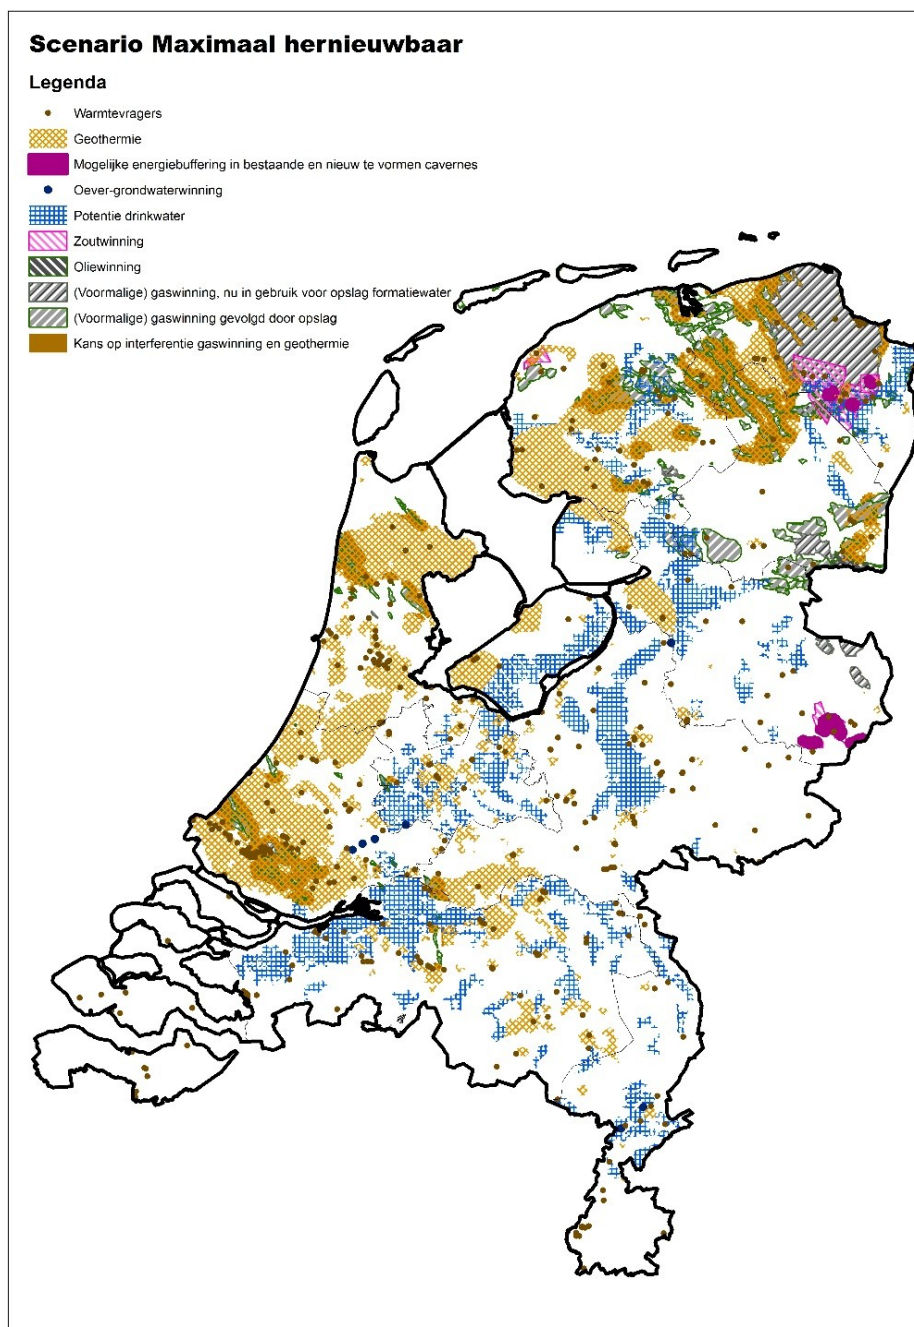 Scenario Maximaal hernieuwbaar
Legenda
Warmtevragers
Geothermie
Mogelijke energiebuffering in bestaande en nieuw te vormen cavernes
Oever-grondwaterwinning
Potentie drinkwater
Zoutwinning
Oliewinning
(Voormalige) gaswinning, nu in gebruik voor opslag formatiewater
(Voormalige) gaswinning gevolgd door opslag
Kans op interferentie gaswinning en geothermie